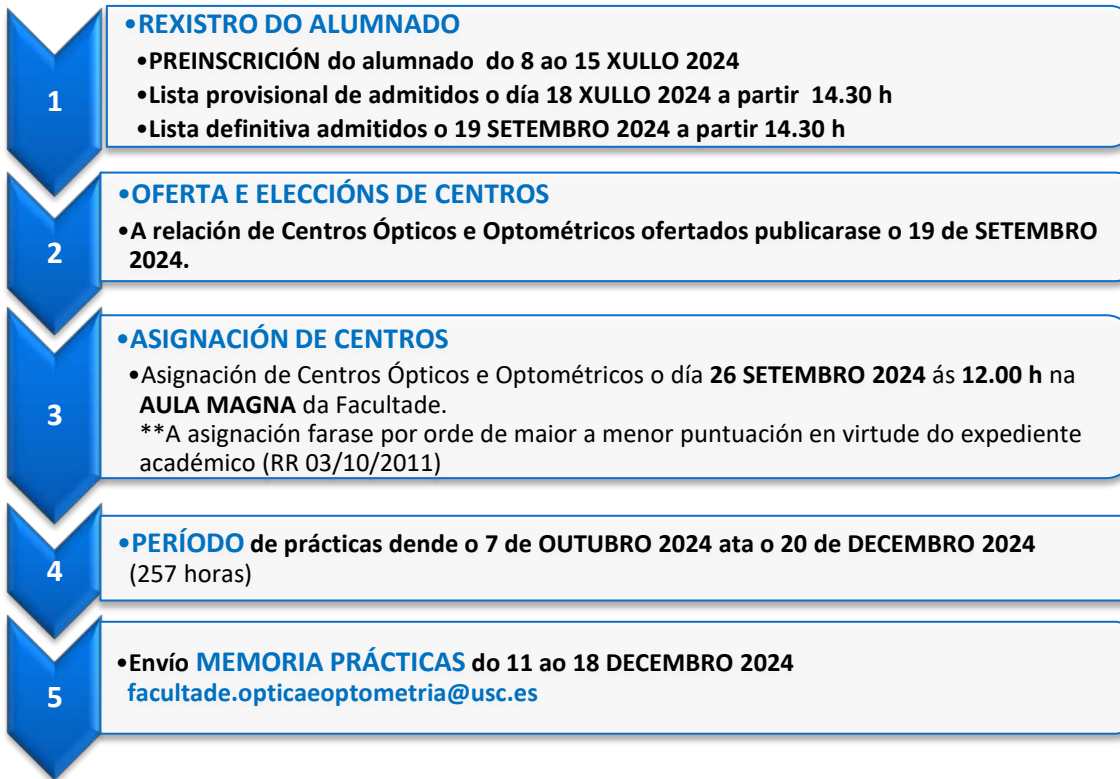 1
•REXISTRO DO ALUMNADO
•PREINSCRICIÓN do alumnado do 8 ao 15 XULLO 2024
•Lista provisional de admitidos o día 18 XULLO 2024 a partir 14.30 h
•Lista definitiva admitidos o 19 SETEMBRO 2024 a partir 14.30 h
2
•OFERTA E ELECCIÓNS DE CENTROS
•A relación de Centros Ópticos e Optométricos ofertados publicarase o 19 de SETEMBRO
2024.
3
•ASIGNACIÓN DE CENTROS
•Asignación de Centros Ópticos e Optométricos o día 26 SETEMBRO 2024 ás 12.00 h na
AULA MAGNA da Facultade.
**A asignación farase por orde de maior a menor puntuación en virtude do expediente
académico (RR 03/10/2011)
4
•PERÍODO de prácticas dende o 7 de OUTUBRO 2024 ata o 20 de DECEMBRO 2024
(257 horas)
5
•Envío MEMORIA PRÁCTICAS do 11 ao 18 DECEMBRO 2024
facultade.opticaeoptometria@usc.es